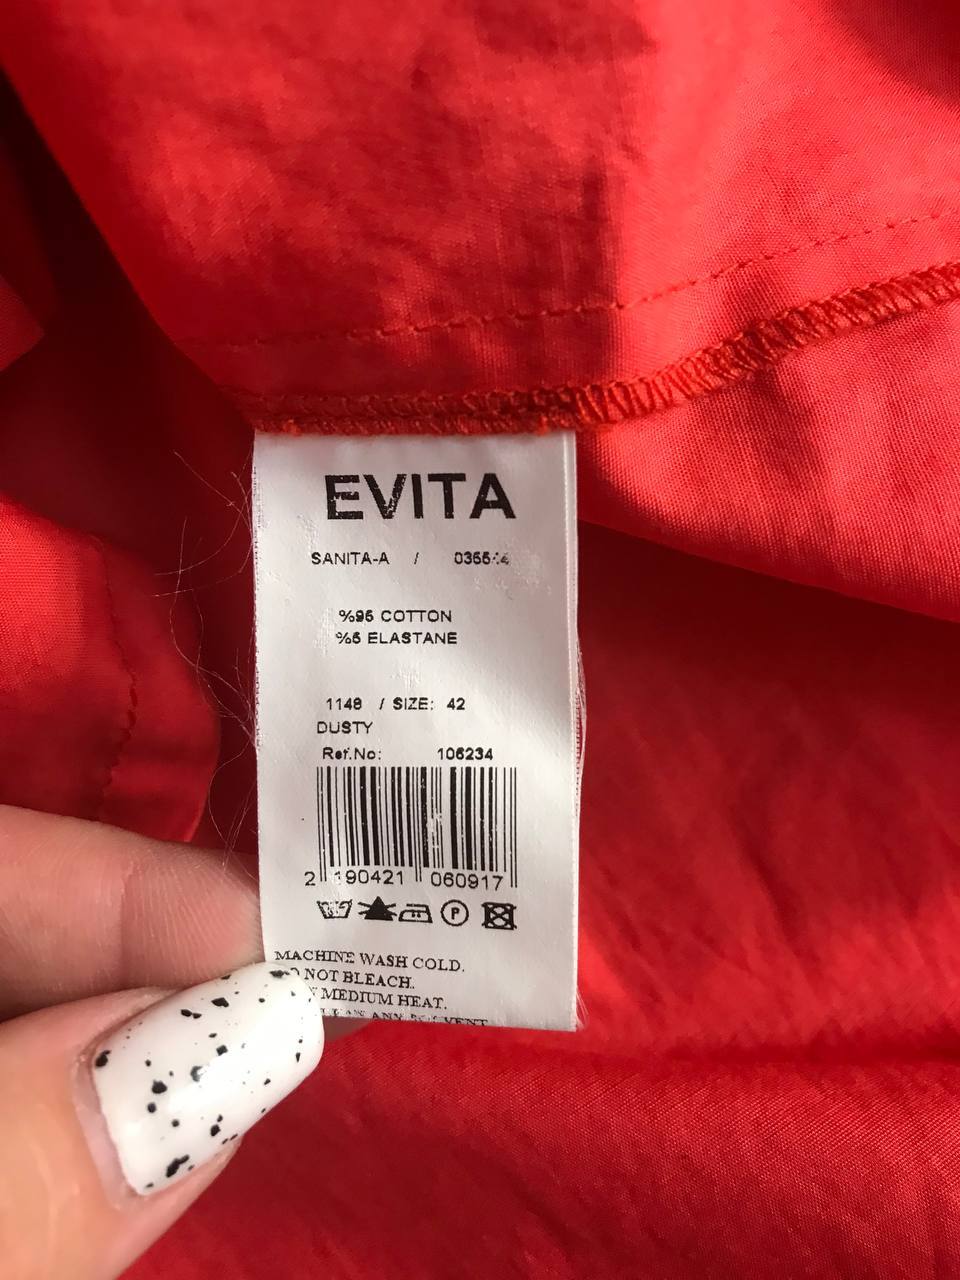 EVITA
SANITA-A /
%95 COTTON
%5 ELASTANE
1148 / SIZE: 42
DUSTY
Ref.No: 106234
2 190421 060917
P
MACHINE WASH COLD.
NOT BLEACH.
MEDIUM HEAT.
ANY